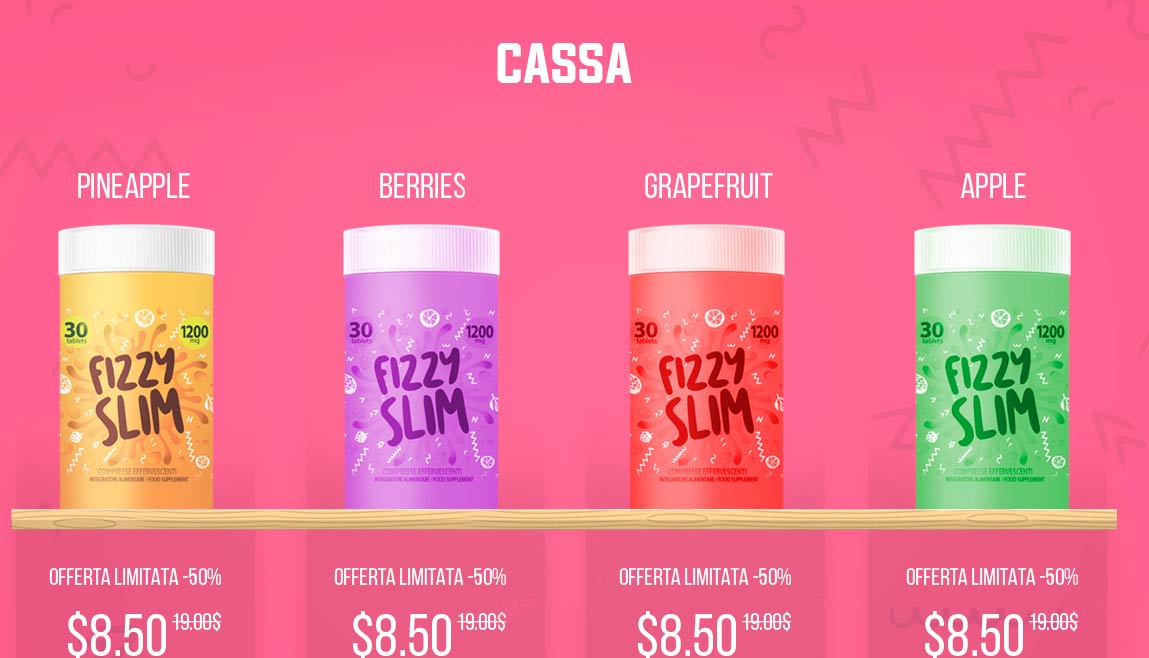 CASSA
PINEAPPLE
BERRIES
GRAPEFRUIT
APPLE
30
tablets
1200
mg
FIZZY
SLIM
COMPRESSE EFFERVESCENTI
INTEGRATORE ALIMENTARE / FOOD SUPPLEMENT
30
tablets
1200
mg
FIZZY
SLIM
COMPRESSE EFFERVESCENTI
INTEGRATORE ALIMENTARE / FOOD SUPPLEMENT
30
tablets
1200
mg
FIZZY
SLIM
COMPRESSE EFFERVESCENTI
INTEGRATORE ALIMENTARE / FOOD SUPPLEMENT
30
tablets
1200
mg
FIZZY
SLIM
COMPRESSE EFFERVESCENTI
INTEGRATORE ALIMENTARE / FOOD SUPPLEMENT
OFFERTA LIMITATA -50%
$8.50 19.00$
OFFERTA LIMITATA -50%
$8.50 19.00$
OFFERTA LIMITATA -50%
$8.50 19.00$
OFFERTA LIMITATA -50%
$8.50 19.00$